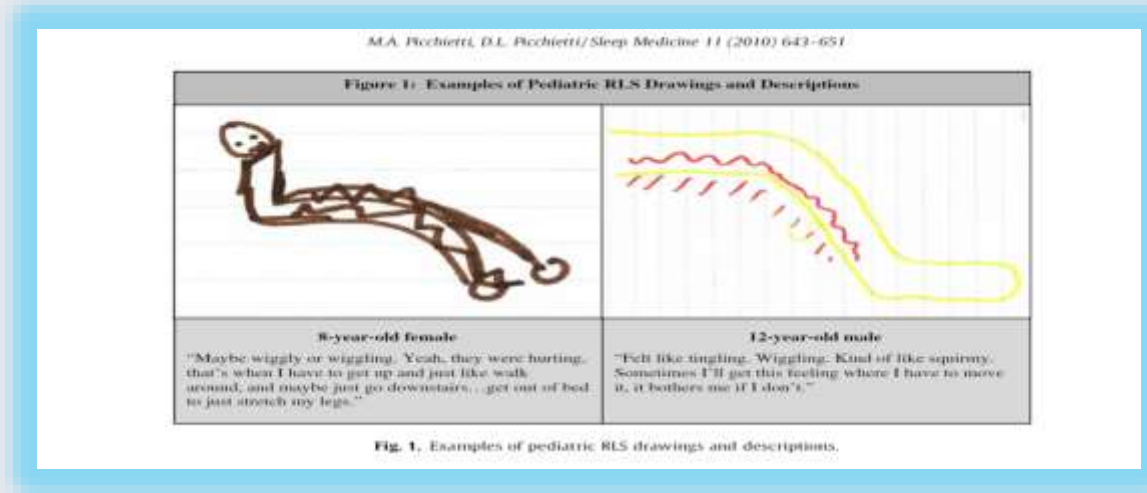 M.A. Picchietti, D.L. Picchietti/Sleep Medicine 11 (2010) 643–651
Figure 1: Examples of Pediatric RLS Drawings and Descriptions
8-year-old female
"Maybe wiggly or wiggling. Yeah, they were hurting,
that's when I have to get up and just like walk
around, and maybe just go downstairs…get out of bed
to just stretch my legs."
12-year-old male
"Felt like tingling. Wiggling. Kind of like squirmy.
Sometimes I'll get this feeling where I have to move
it, it bothers me if I don't."
Fig. 1. Examples of pediatric RLS drawings and descriptions.